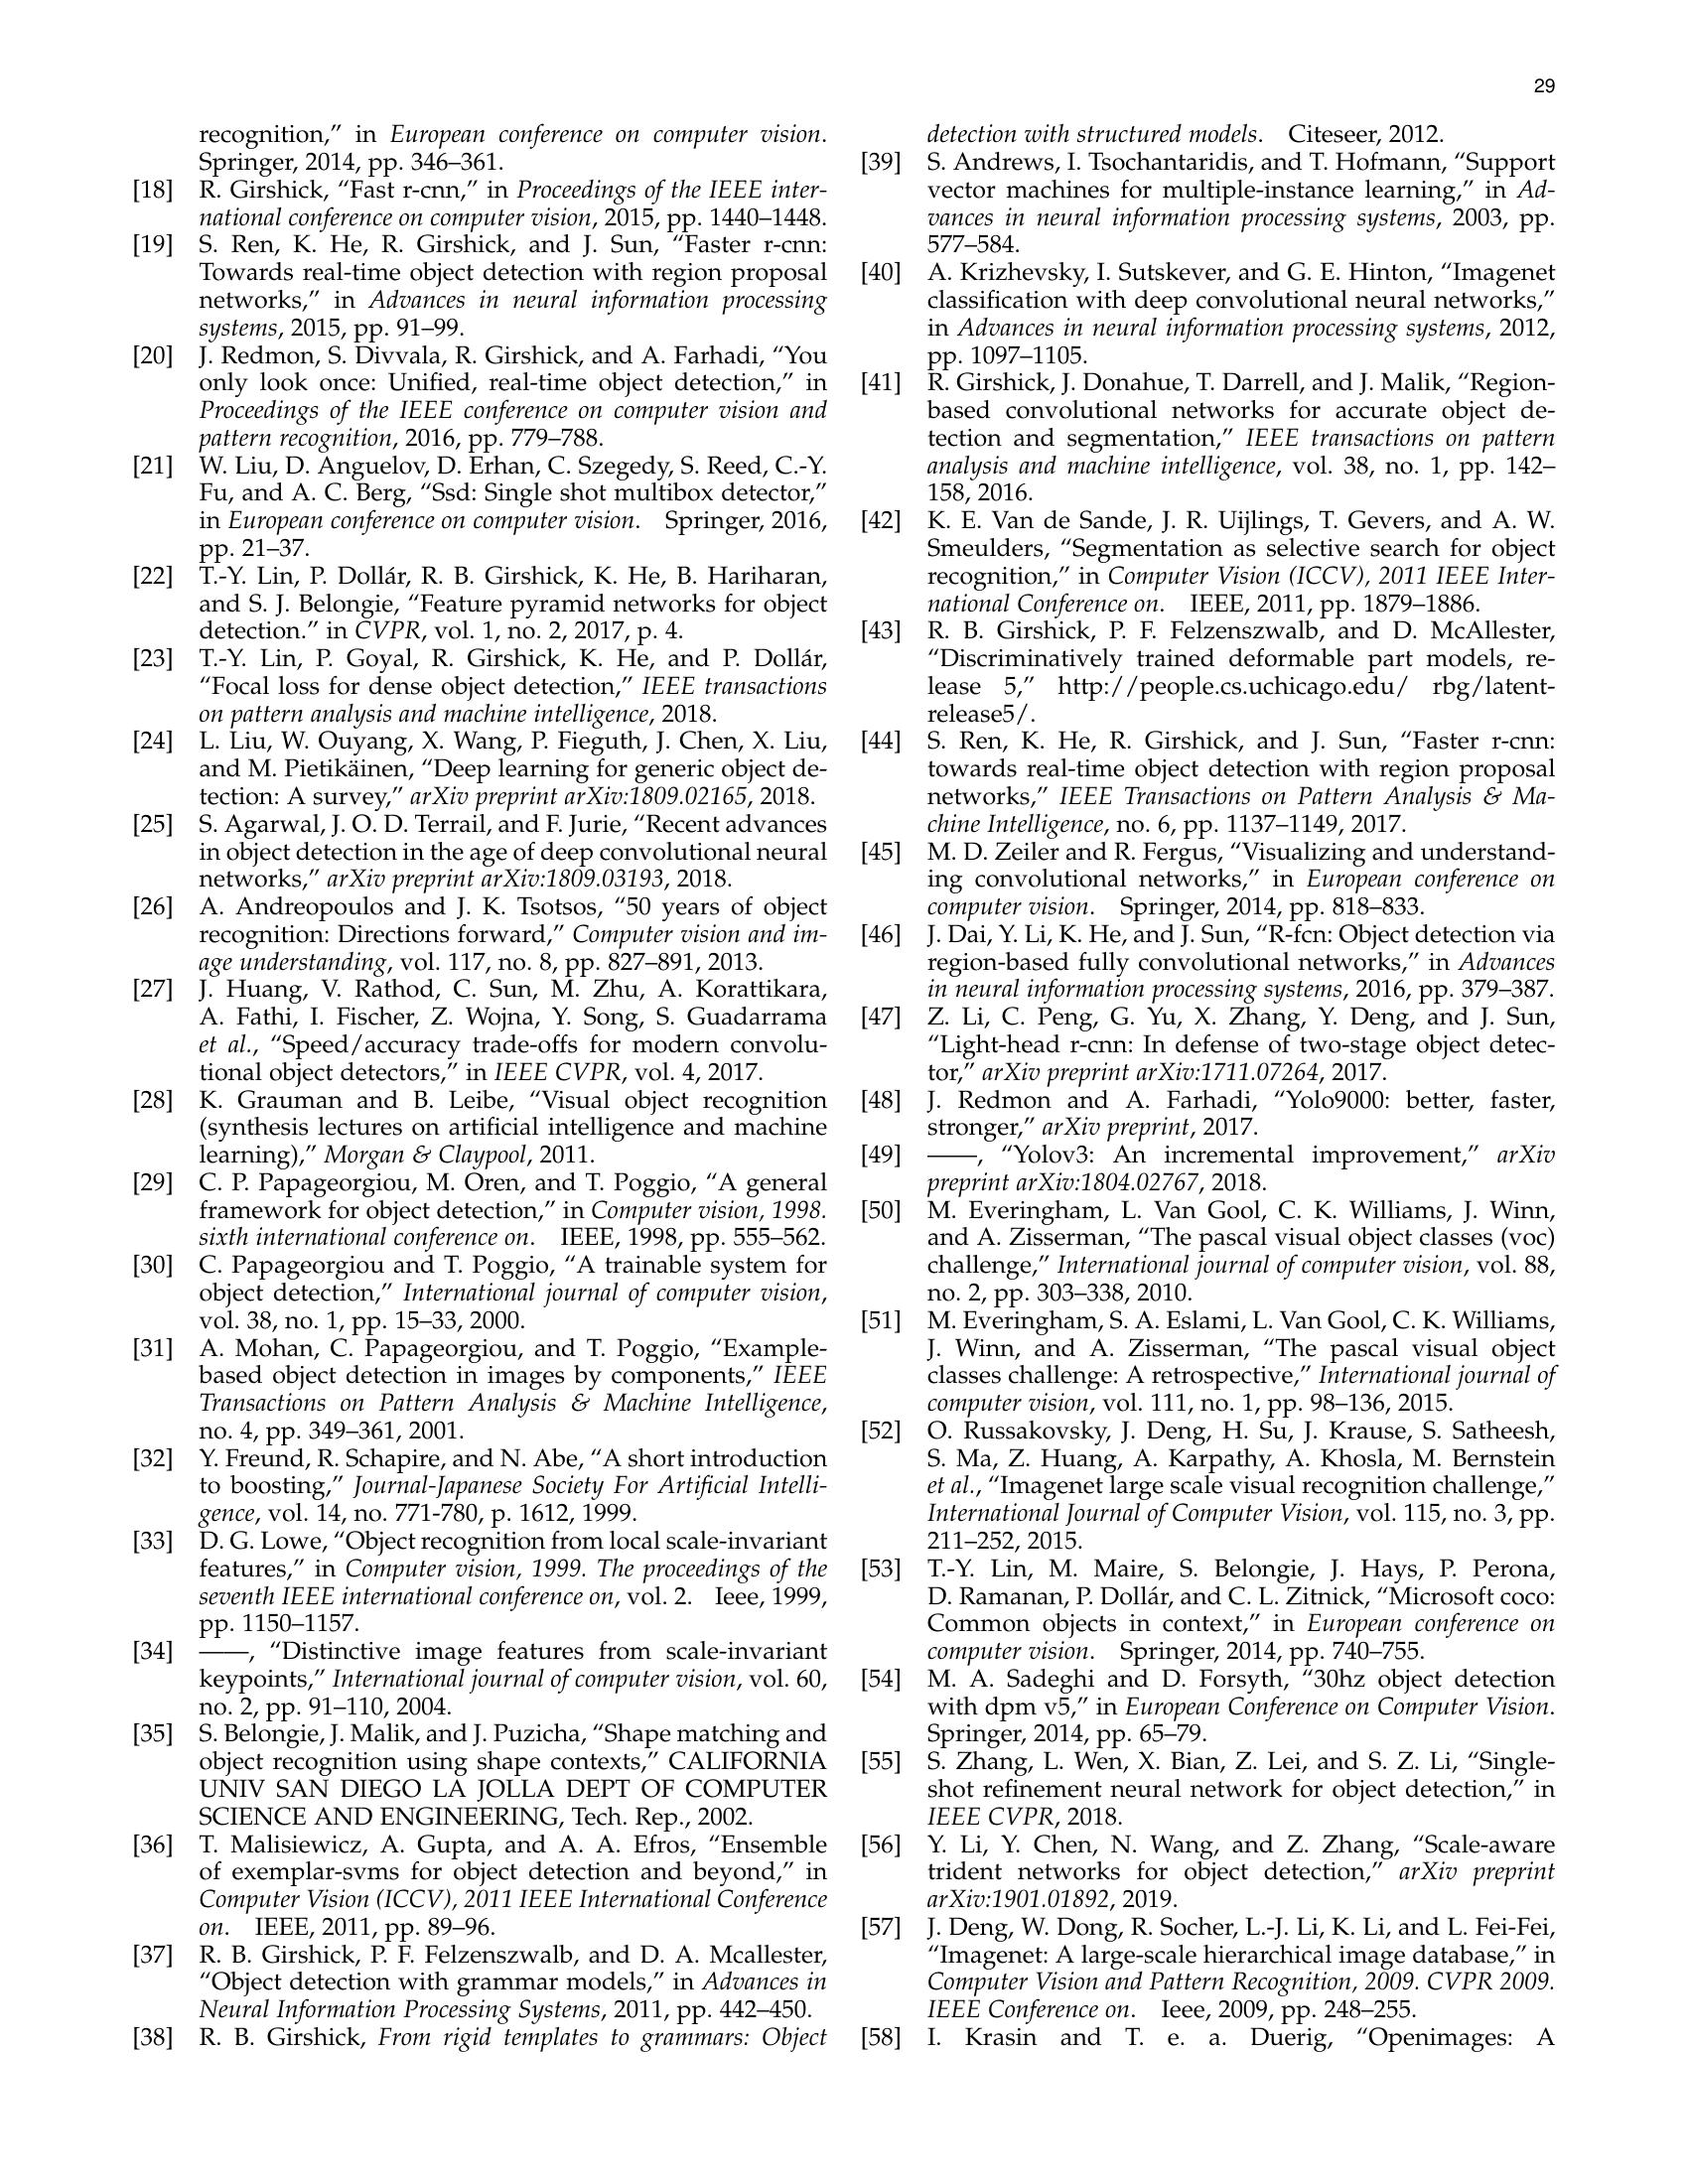 29
recognition,” in European conference on computer vision.
Springer, 2014, pp. 346–361.
[18] R. Girshick, “Fast r-cnn,” in Proceedings of the IEEE inter-
national conference on computer vision, 2015, pp. 1440–1448.
[19] S. Ren, K. He, R. Girshick, and J. Sun, “Faster r-cnn:
Towards real-time object detection with region proposal
networks,” in Advances in neural information processing
systems, 2015, pp. 91–99.
[20] J. Redmon, S. Divvala, R. Girshick, and A. Farhadi, “You
only look once: Unified, real-time object detection,” in
Proceedings of the IEEE conference on computer vision and
pattern recognition, 2016, pp. 779–788.
[21] W. Liu, D. Anguelov, D. Erhan, C. Szegedy, S. Reed, C.-Y.
Fu, and A. C. Berg, “Ssd: Single shot multibox detector,”
in European conference on computer vision. Springer, 2016,
pp. 21–37.
[22] T.-Y. Lin, P. Dollár, R. B. Girshick, K. He, B. Hariharan,
and S. J. Belongie, “Feature pyramid networks for object
detection.” in CVPR, vol. 1, no. 2, 2017, p. 4.
[23] T.-Y. Lin, P. Goyal, R. Girshick, K. He, and P. Dollár,
“Focal loss for dense object detection,” IEEE transactions
on pattern analysis and machine intelligence, 2018.
[24] L. Liu, W. Ouyang, X. Wang, P. Fieguth, J. Chen, X. Liu,
and M. Pietikäinen, “Deep learning for generic object de-
tection: A survey,” arXiv preprint arXiv:1809.02165, 2018.
[25] S. Agarwal, J. O. D. Terrail, and F. Jurie, “Recent advances
in object detection in the age of deep convolutional neural
networks,” arXiv preprint arXiv:1809.03193, 2018.
[26] A. Andreopoulos and J. K. Tsotsos, “50 years of object
recognition: Directions forward,” Computer vision and im-
age understanding, vol. 117, no. 8, pp. 827–891, 2013.
[27] J. Huang, V. Rathod, C. Sun, M. Zhu, A. Korattikara,
A. Fathi, I. Fischer, Z. Wojna, Y. Song, S. Guadarrama
et al., “Speed/accuracy trade-offs for modern convolu-
tional object detectors,” in IEEE CVPR, vol. 4, 2017.
[28] K. Grauman and B. Leibe, “Visual object recognition
(synthesis lectures on artificial intelligence and machine
learning),” Morgan & Claypool, 2011.
[29] C. P. Papageorgiou, M. Oren, and T. Poggio, “A general
framework for object detection,” in Computer vision, 1998.
sixth international conference on. IEEE, 1998, pp. 555–562.
[30] C. Papageorgiou and T. Poggio, “A trainable system for
object detection,” International journal of computer vision,
vol. 38, no. 1, pp. 15–33, 2000.
[31] A. Mohan, C. Papageorgiou, and T. Poggio, “Example-
based object detection in images by components,” IEEE
Transactions on Pattern Analysis & Machine Intelligence,
no. 4, pp. 349–361, 2001.
[32] Y. Freund, R. Schapire, and N. Abe, “A short introduction
to boosting,” Journal-Japanese Society For Artificial Intelli-
gence, vol. 14, no. 771-780, p. 1612, 1999.
[33] D. G. Lowe, “Object recognition from local scale-invariant
features,” in Computer vision, 1999. The proceedings of the
seventh IEEE international conference on, vol. 2. Ieee, 1999,
pp. 1150–1157.
[34] ——, “Distinctive image features from scale-invariant
keypoints,” International journal of computer vision, vol. 60,
no. 2, pp. 91–110, 2004.
[35] S. Belongie, J. Malik, and J. Puzicha, “Shape matching and
object recognition using shape contexts,” CALIFORNIA
UNIV SAN DIEGO LA JOLLA DEPT OF COMPUTER
SCIENCE AND ENGINEERING, Tech. Rep., 2002.
[36] T. Malisiewicz, A. Gupta, and A. A. Efros, “Ensemble
of exemplar-svms for object detection and beyond,” in
Computer Vision (ICCV), 2011 IEEE International Conference
on. IEEE, 2011, pp. 89–96.
[37] R. B. Girshick, P. F. Felzenszwalb, and D. A. Mcallester,
“Object detection with grammar models,” in Advances in
Neural Information Processing Systems, 2011, pp. 442–450.
[38] R. B. Girshick, From rigid templates to grammars: Object
detection with structured models. Citeseer, 2012.
[39] S. Andrews, I. Tsochantaridis, and T. Hofmann, “Support
vector machines for multiple-instance learning,” in Ad-
vances in neural information processing systems, 2003, pp.
577–584.
[40] A. Krizhevsky, I. Sutskever, and G. E. Hinton, “Imagenet
classification with deep convolutional neural networks,”
in Advances in neural information processing systems, 2012,
pp. 1097–1105.
[41] R. Girshick, J. Donahue, T. Darrell, and J. Malik, “Region-
based convolutional networks for accurate object de-
tection and segmentation,” IEEE transactions on pattern
analysis and machine intelligence, vol. 38, no. 1, pp. 142–
158, 2016.
[42] K. E. Van de Sande, J. R. Uijlings, T. Gevers, and A. W.
Smeulders, “Segmentation as selective search for object
recognition,” in Computer Vision (ICCV), 2011 IEEE Inter-
national Conference on. IEEE, 2011, pp. 1879–1886.
[43] R. B. Girshick, P. F. Felzenszwalb, and D. McAllester,
“Discriminatively trained deformable part models, re-
lease 5,” http://people.cs.uchicago.edu/ rbg/latent-
release5/.
[44] S. Ren, K. He, R. Girshick, and J. Sun, “Faster r-cnn:
towards real-time object detection with region proposal
networks,” IEEE Transactions on Pattern Analysis & Ma-
chine Intelligence, no. 6, pp. 1137–1149, 2017.
[45] M. D. Zeiler and R. Fergus, “Visualizing and understand-
ing convolutional networks,” in European conference on
computer vision. Springer, 2014, pp. 818–833.
[46] J. Dai, Y. Li, K. He, and J. Sun, “R-fcn: Object detection via
region-based fully convolutional networks,” in Advances
in neural information processing systems, 2016, pp. 379–387.
[47] Z. Li, C. Peng, G. Yu, X. Zhang, Y. Deng, and J. Sun,
“Light-head r-cnn: In defense of two-stage object detec-
tor,” arXiv preprint arXiv:1711.07264, 2017.
[48] J. Redmon and A. Farhadi, “Yolo9000: better, faster,
stronger,” arXiv preprint, 2017.
[49] ——, “Yolov3: An incremental improvement,” arXiv
preprint arXiv:1804.02767, 2018.
[50] M. Everingham, L. Van Gool, C. K. Williams, J. Winn,
and A. Zisserman, “The pascal visual object classes (voc)
challenge,” International journal of computer vision, vol. 88,
no. 2, pp. 303–338, 2010.
[51] M. Everingham, S. A. Eslami, L. Van Gool, C. K. Williams,
J. Winn, and A. Zisserman, “The pascal visual object
classes challenge: A retrospective,” International journal of
computer vision, vol. 111, no. 1, pp. 98–136, 2015.
[52] O. Russakovsky, J. Deng, H. Su, J. Krause, S. Satheesh,
S. Ma, Z. Huang, A. Karpathy, A. Khosla, M. Bernstein
et al., “Imagenet large scale visual recognition challenge,”
International Journal of Computer Vision, vol. 115, no. 3, pp.
211–252, 2015.
[53] T.-Y. Lin, M. Maire, S. Belongie, J. Hays, P. Perona,
D. Ramanan, P. Dollár, and C. L. Zitnick, “Microsoft coco:
Common objects in context,” in European conference on
computer vision. Springer, 2014, pp. 740–755.
[54] M. A. Sadeghi and D. Forsyth, “30hz object detection
with dpm v5,” in European Conference on Computer Vision.
Springer, 2014, pp. 65–79.
[55] S. Zhang, L. Wen, X. Bian, Z. Lei, and S. Z. Li, “Single-
shot refinement neural network for object detection,” in
IEEE CVPR, 2018.
[56] Y. Li, Y. Chen, N. Wang, and Z. Zhang, “Scale-aware
trident networks for object detection,” arXiv preprint
arXiv:1901.01892, 2019.
[57] J. Deng, W. Dong, R. Socher, L.-J. Li, K. Li, and L. Fei-Fei,
“Imagenet: A large-scale hierarchical image database,” in
Computer Vision and Pattern Recognition, 2009. CVPR 2009.
IEEE Conference on. Ieee, 2009, pp. 248–255.
[58] I. Krasin and T. e. a. Duerig, “Openimages: A